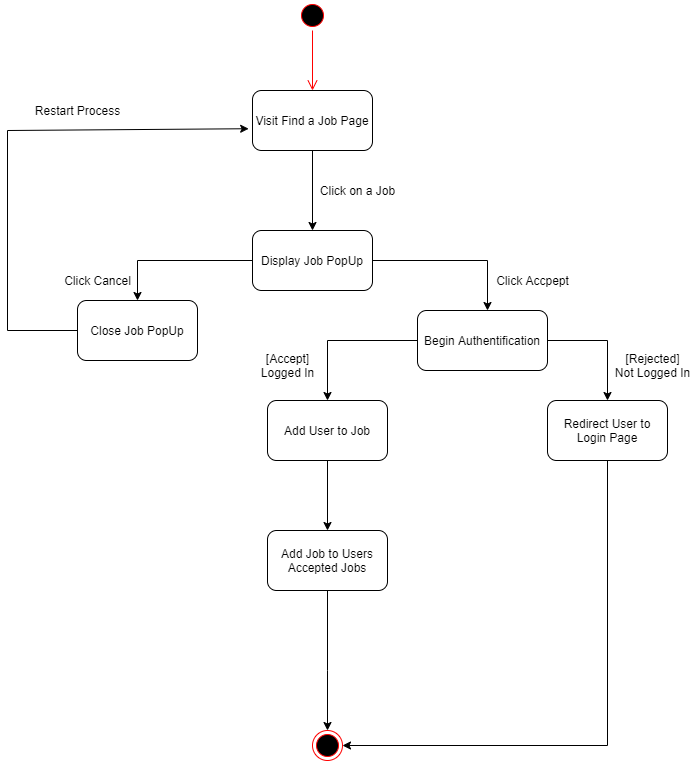 Restart Process
Visit Find a Job Page
Click on a Job
Display Job PopUp
Click Cancel
Click Accpept
Close Job PopUp
Begin Authentification
[Accept]
Logged In
[Rejected]
Not Logged In
Add User to Job
Redirect User to
Login Page
Add Job to Users
Accepted Jobs